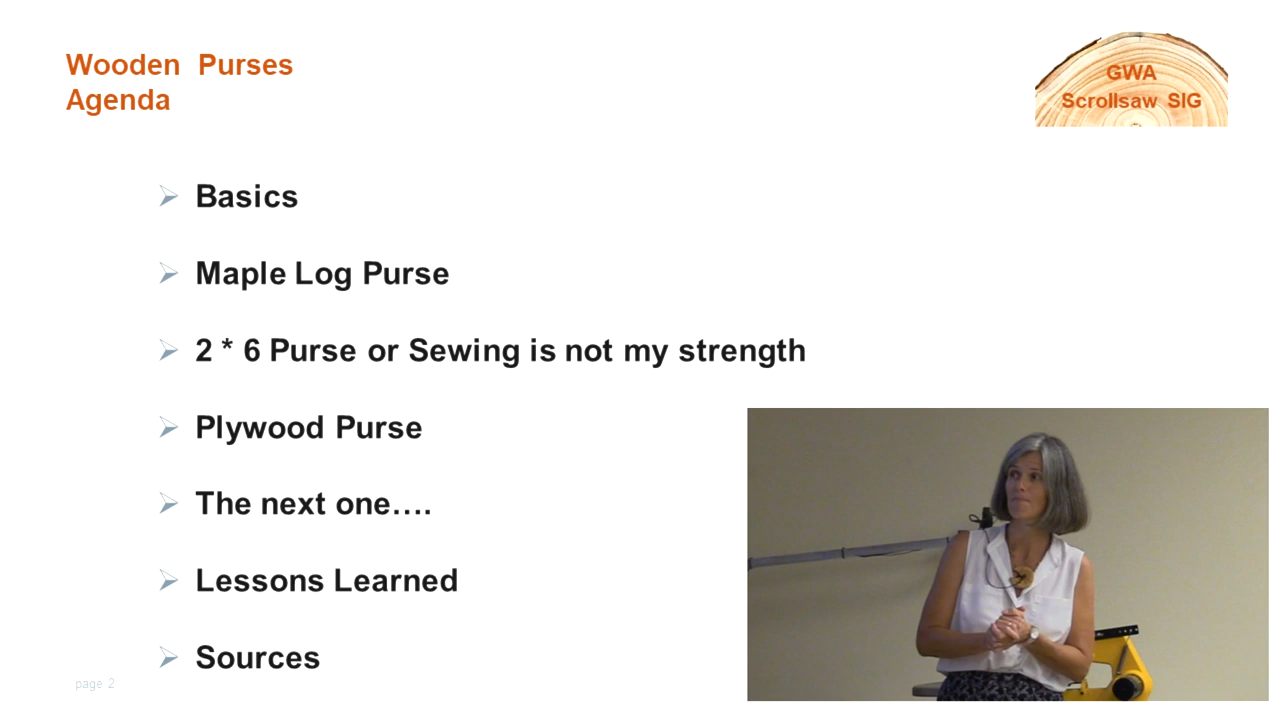 Wooden Purses
Agenda
GWA
Scrollsaw SIG
Basics
Maple Log Purse
2 * 6 Purse or Sewing is not my strength
Plywood Purse
The next one….
Lessons Learned
Sources
page 2